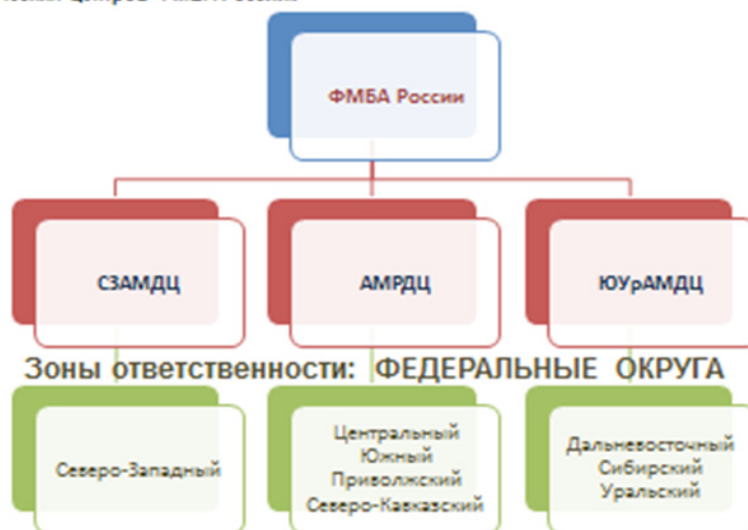 ФМБА России
СЗАМДЦ
АМРДЦ
ЮУрАМДЦ
Зоны ответственности: ФЕДЕРАЛЬНЫЕ ОКРУГА
Северо-Западный
Центральный
Южный
Приволжский
Северо-Кавказский
Дальневосточный
Сибирский
Уральский